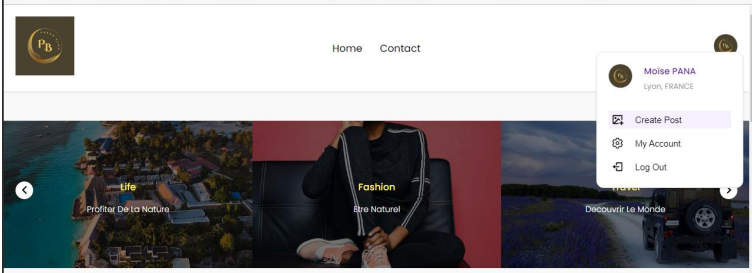 PB
Home Contact
Moïse PANA
Lyon, FRANCE
Create Post
My Account
Log Out
Life
Profiter De La Nature
Fashion
Etre Naturel
Travel
Decouvrir Le Monde